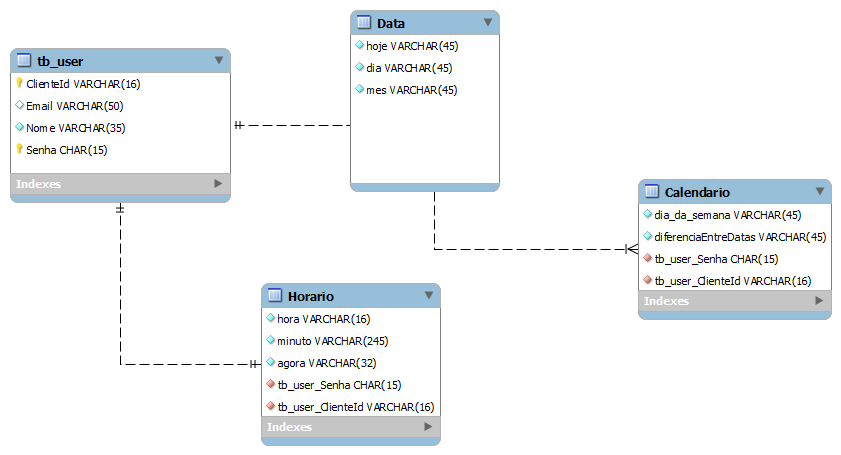 tb_user
ClienteId VARCHAR(16)
Email VARCHAR(50)
Nome VARCHAR(35)
Senha CHAR(15)
Indexes
Data
hoje VARCHAR(45)
dia VARCHAR(45)
mes VARCHAR(45)
Calendario
dia_da_semana VARCHAR(45)
diferenciaEntreDatas VARCHAR(45)
tb_user_Senha CHAR(15)
tb_user_ClienteId VARCHAR(16)
Indexes
Horario
hora VARCHAR(16)
minuto VARCHAR(245)
agora VARCHAR(32)
tb_user_Senha CHAR(15)
tb_user_ClienteId VARCHAR(16)
Indexes